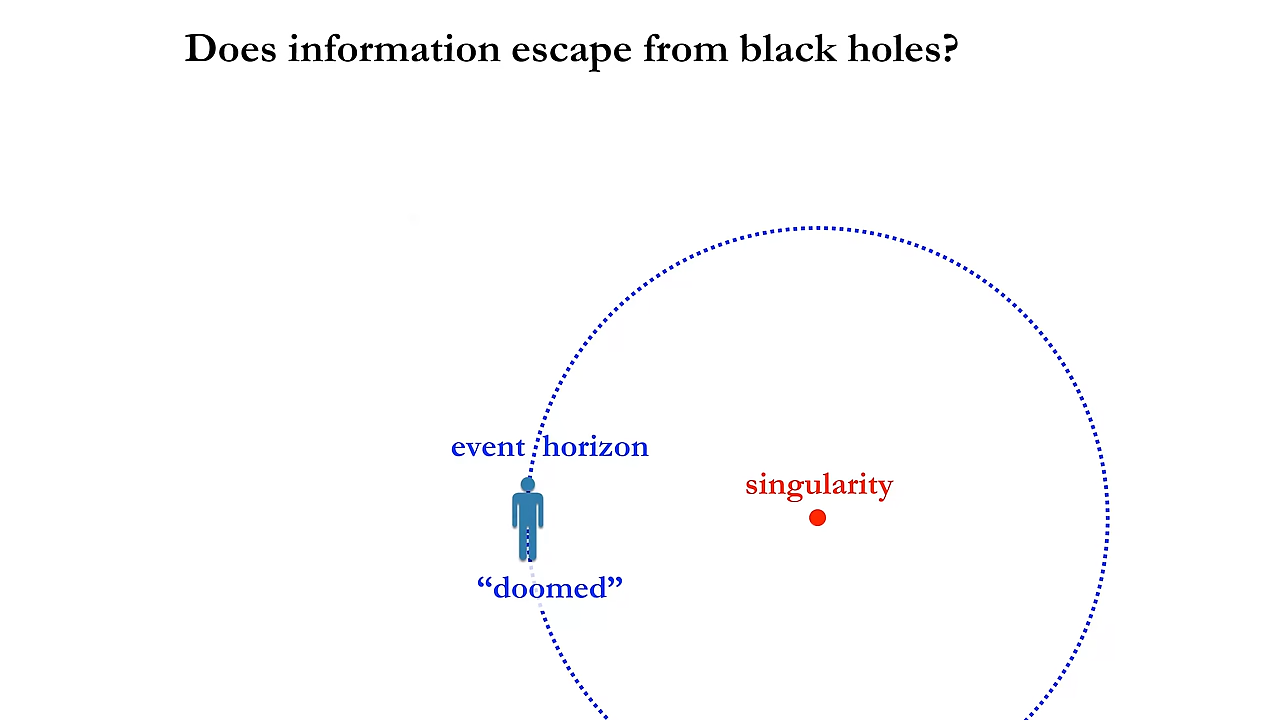 Does information escape from black holes?
event horizon
singularity
“doomed”